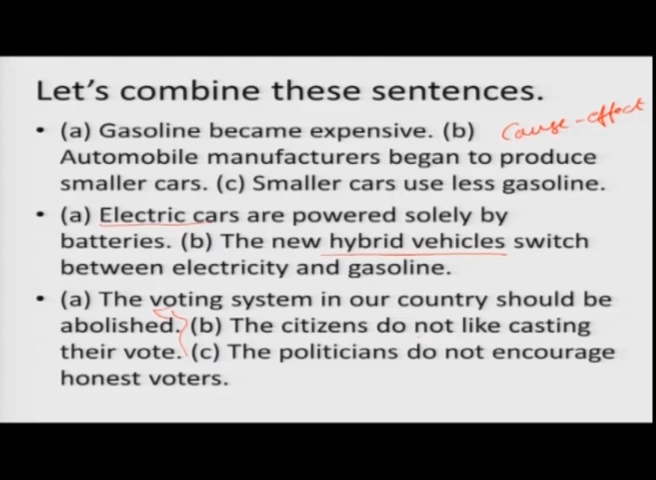 Let's combine these sentences.
• (a) Gasoline became expensive. (b) Cause-effect
Automobile manufacturers began to produce
smaller cars. (c) Smaller cars use less gasoline.
• (a) Electric cars are powered solely by
batteries. (b) The new hybrid vehicles switch
between electricity and gasoline.
• (a) The voting system in our country should be
abolished. (b) The citizens do not like casting
their vote. (c) The politicians do not encourage
honest voters.